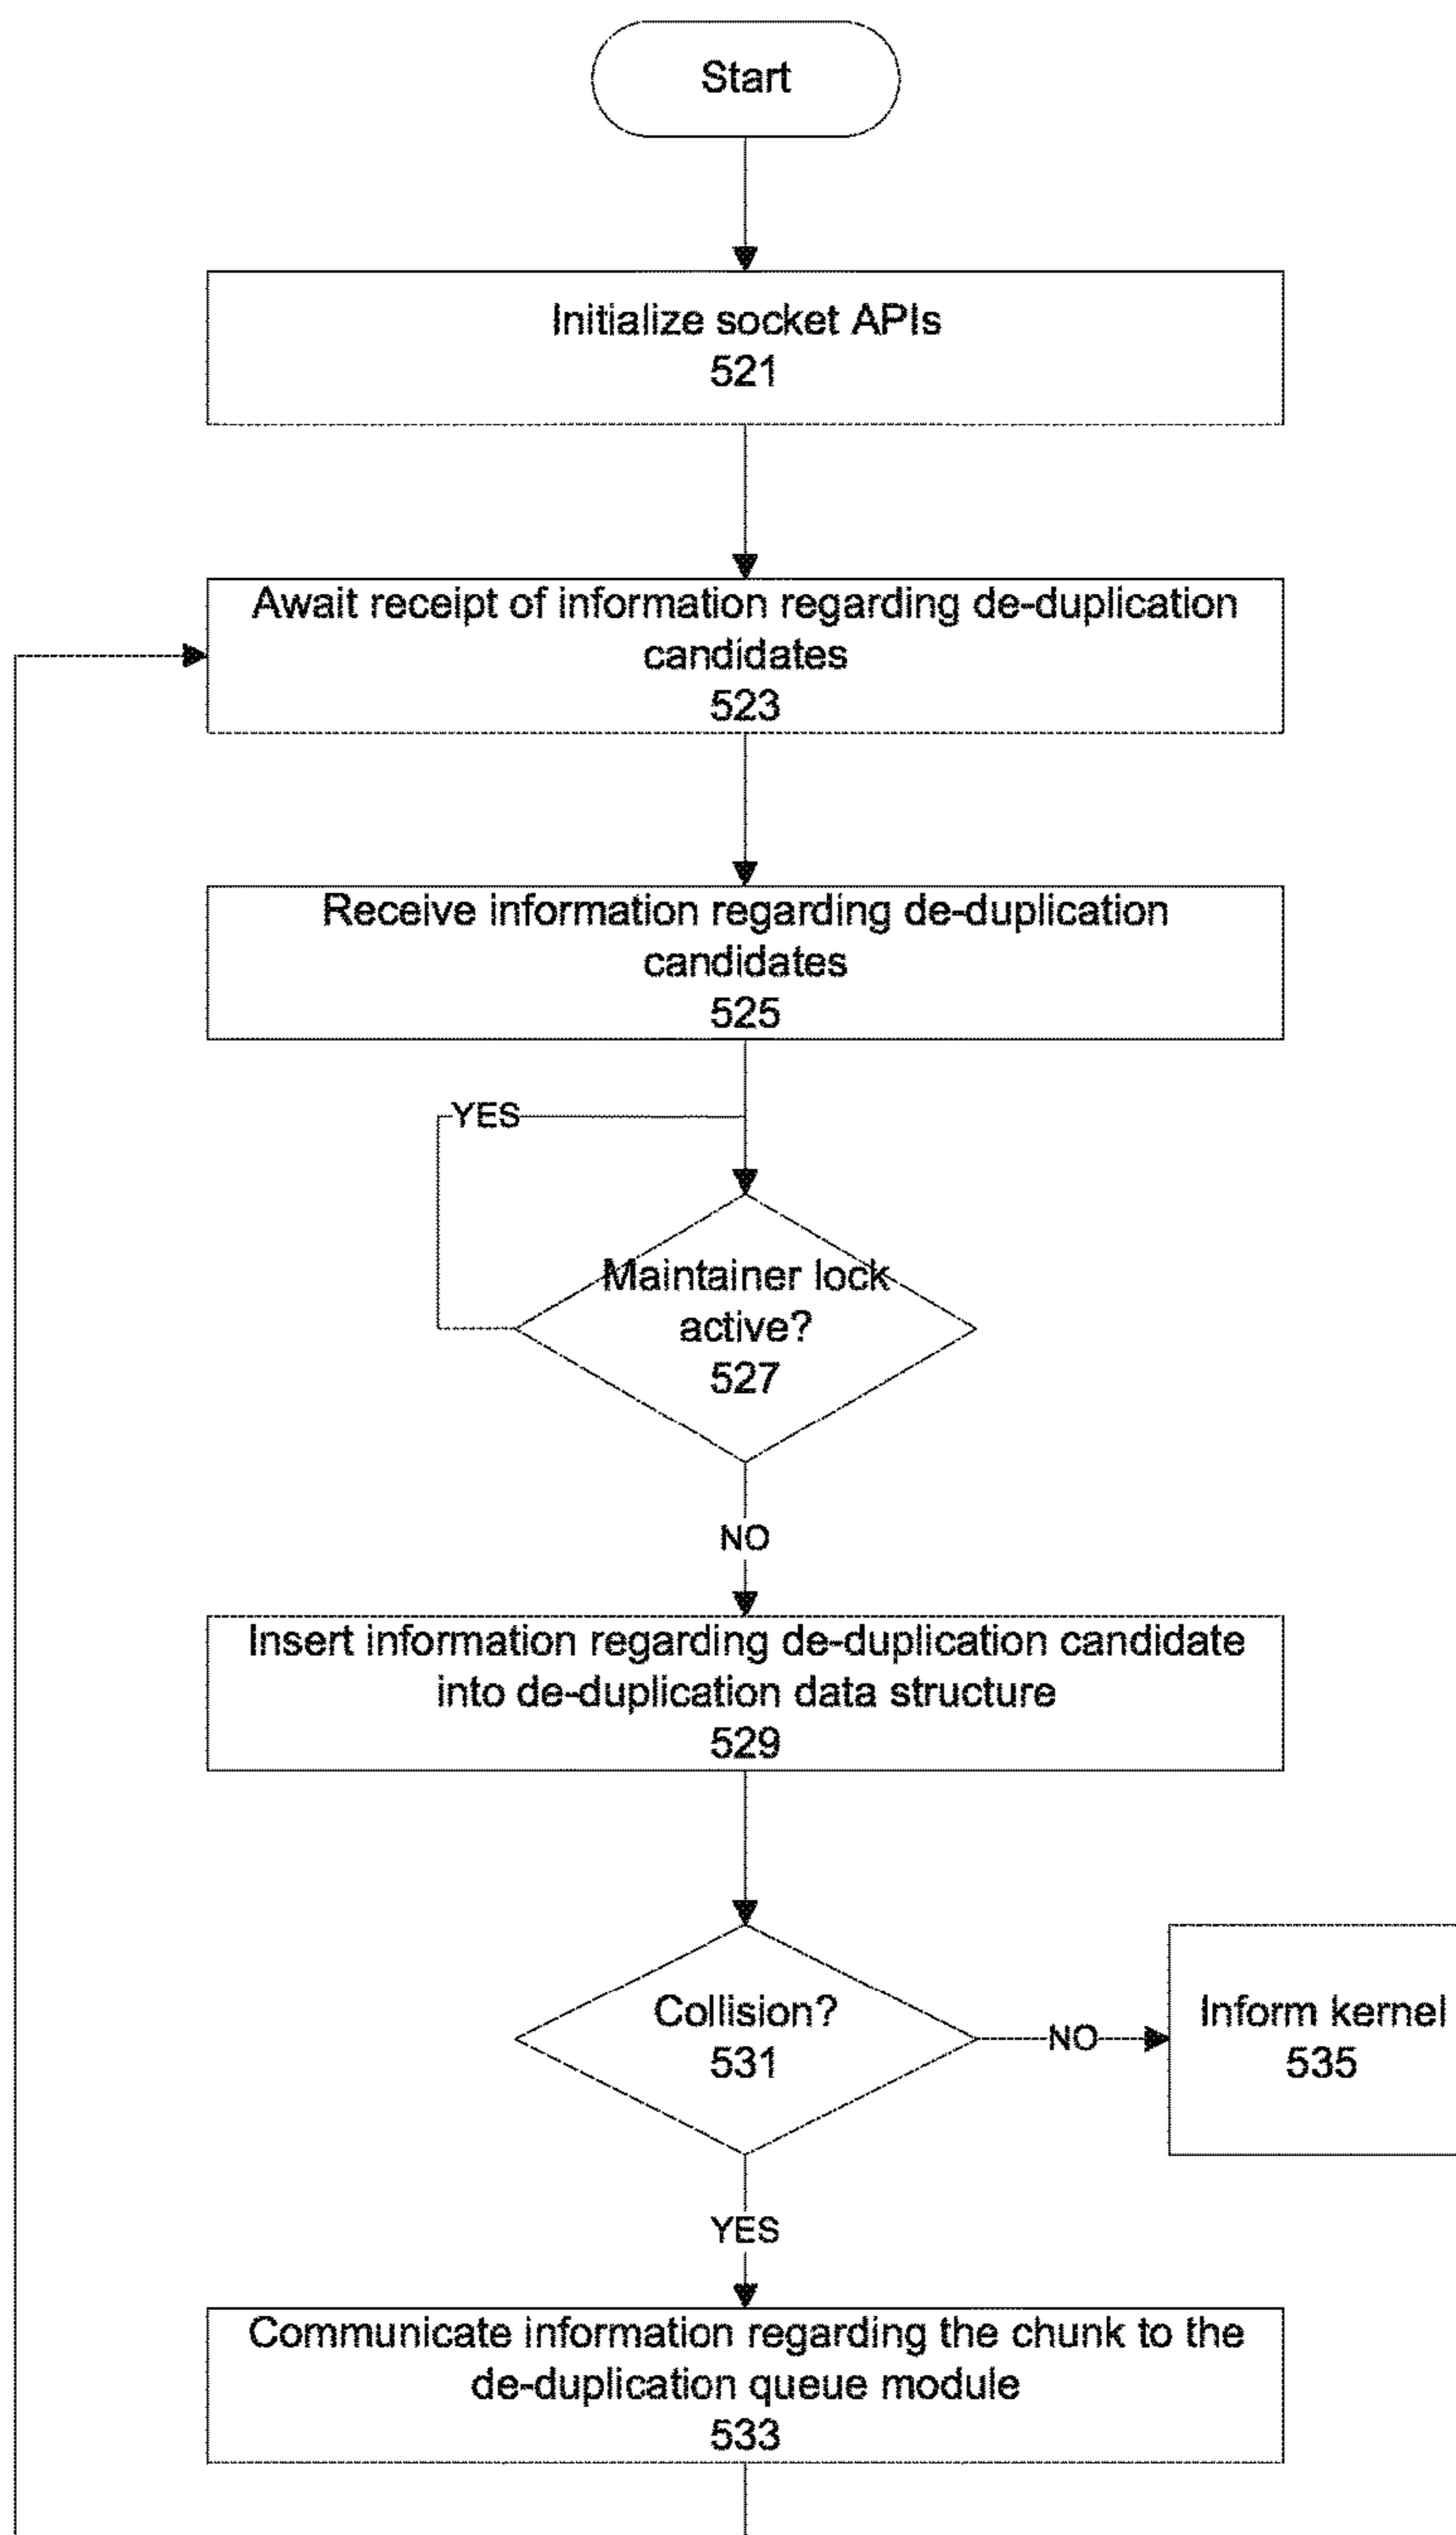 Start
Initialize socket APIs
521
Await receipt of information regarding de-duplication
candidates
523
Receive information regarding de-duplication
candidates
525
YES
Maintainer lock
active?
527
NO
Insert information regarding de-duplication candidate
into de-duplication data structure
529
Collision?
531
NO
Inform kernel
535
YES
Communicate information regarding the chunk to the
de-duplication queue module
533